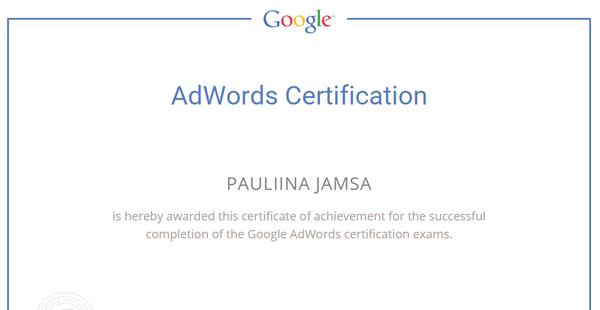 Google
AdWords Certification
PAULIINA JAMSA
is hereby awarded this certificate of achievement for the successful
completion of the Google AdWords certification exams.